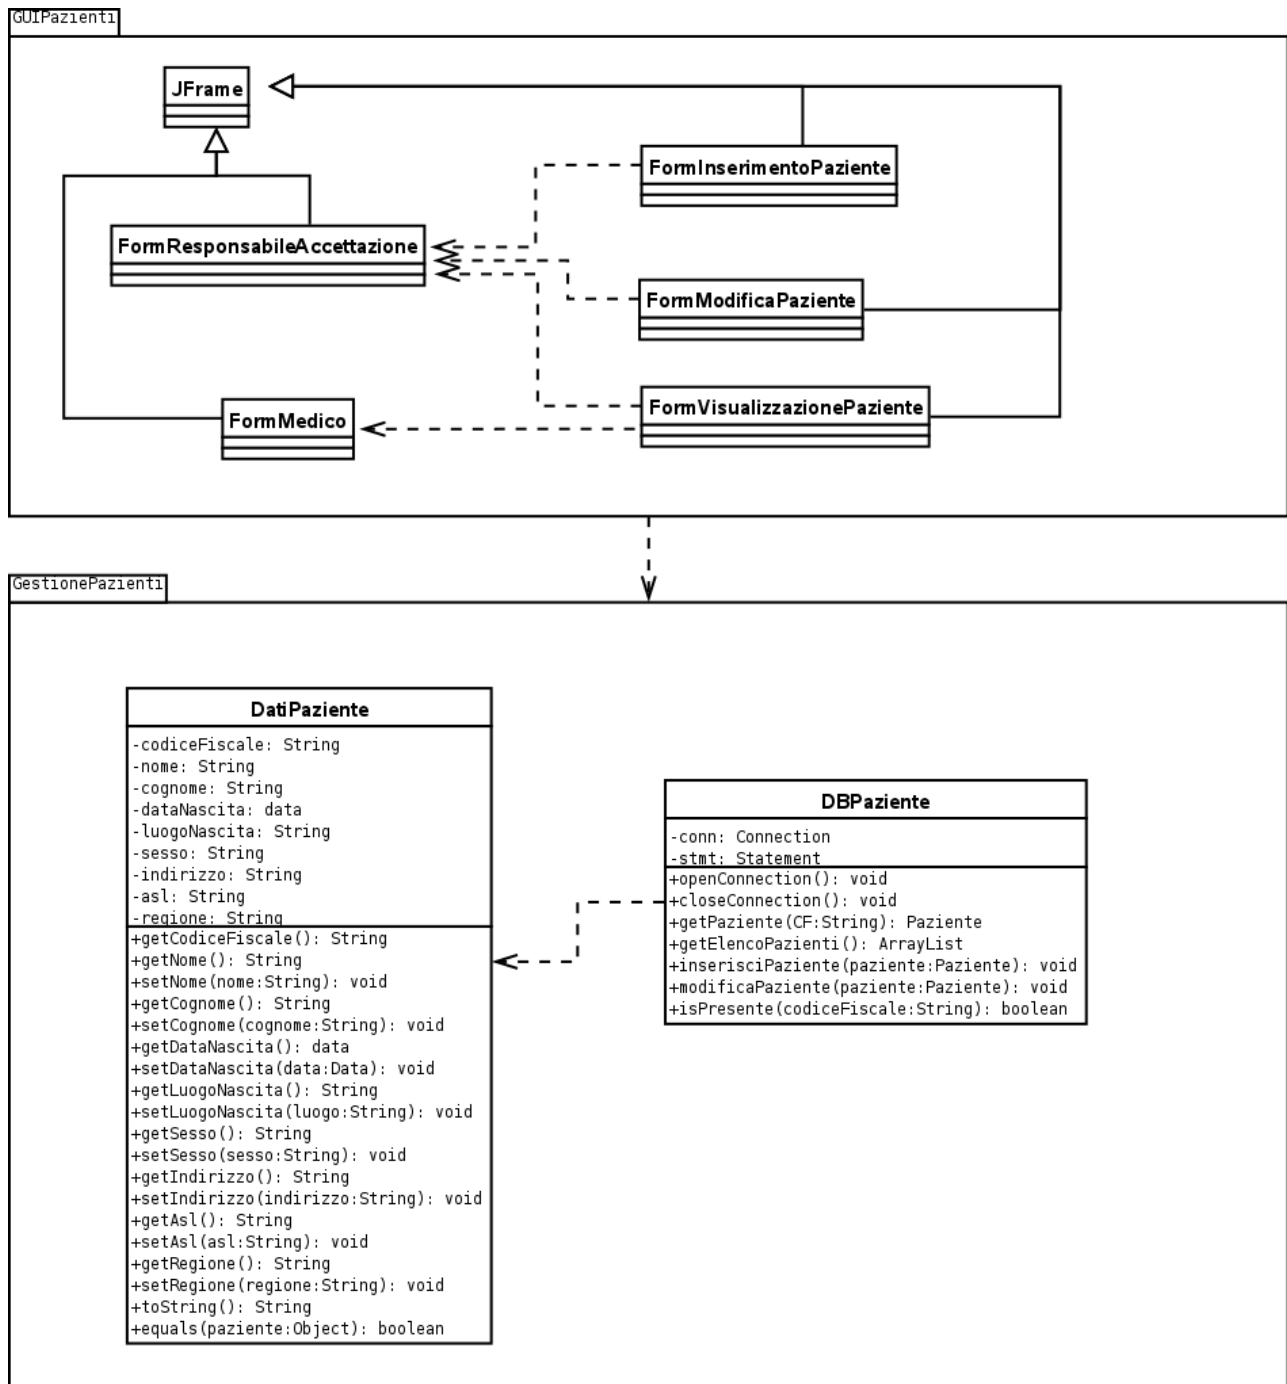 GUIPazienti
JFrame
FormInserimentoPaziente
FormResponsabileAccettazione
FormModificaPaziente
FormMedico
FormVisualizzazionePaziente
GestionePazienti
DatiPaziente
-codiceFiscale: String
-nome: String
-cognome: String
-dataNascita: data
-luogoNascita: String
-sesso: String
-indirizzo: String
-asl: String
-regione: String
+getCodiceFiscale(): String
+getNome(): String
+setNome(nome:String): void
+getCognome(): String
+setCognome(cognome:String): void
+getDataNascita(): data
+setDataNascita(data:Data): void
+getLuogoNascita(): String
+setLuogoNascita(luogo:String): void
+getSesso(): String
+setSesso(sesso:String): void
+getIndirizzo(): String
+setIndirizzo(indirizzo:String): void
+getAsl(): String
+setAsl(asl:String): void
+getRegione(): String
+setRegione(regione:String): void
+toString(): String
+equals(paziente:Object): boolean
DBPaziente
-conn: Connection
-stmt: Statement
+openConnection(): void
+closeConnection(): void
+getPaziente(CF:String): Paziente
+getElencoPazienti(): ArrayList
+inserisciPaziente(paziente:Paziente): void
+modificaPaziente(paziente:Paziente): void
+isPresente(codiceFiscale:String): boolean